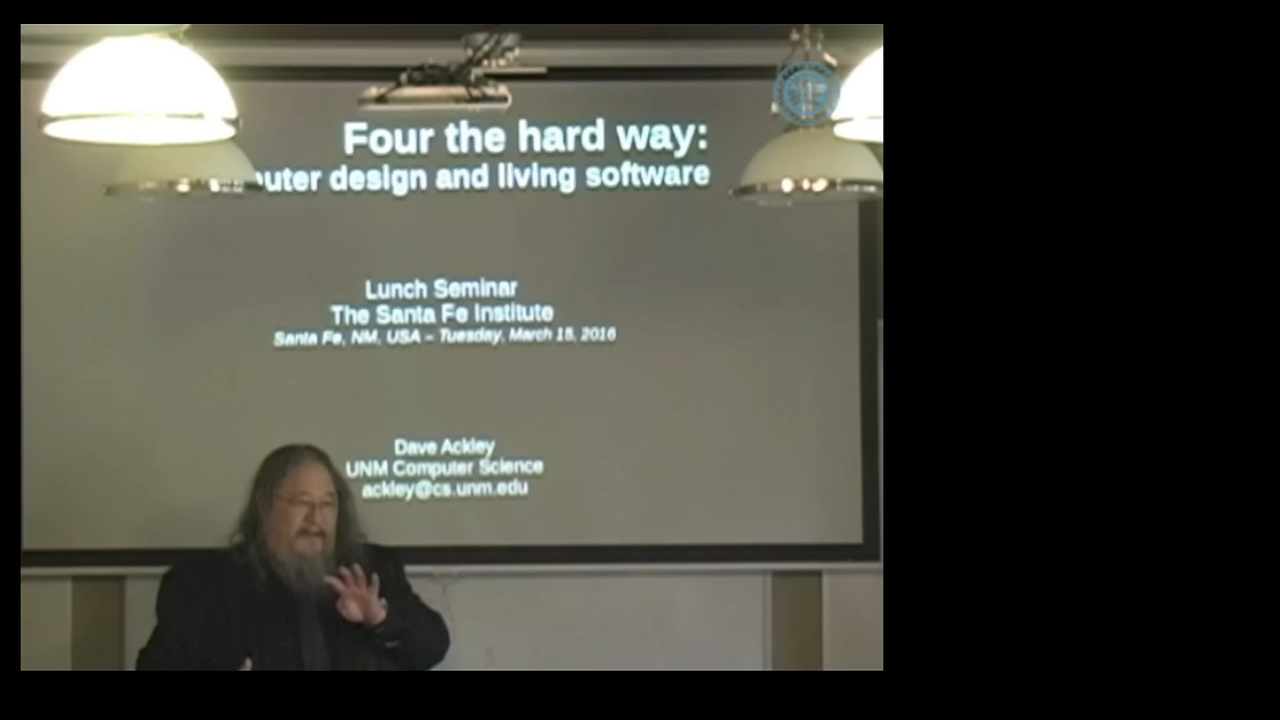 Four the hard way:
outer design and living software
Lunch Seminar
The Santa Fe Institute
Santa Fe, NM, USA – Tuesday, March 15, 2016
Dave Ackley
UNM Computer Science
ackley@cs.unm.edu